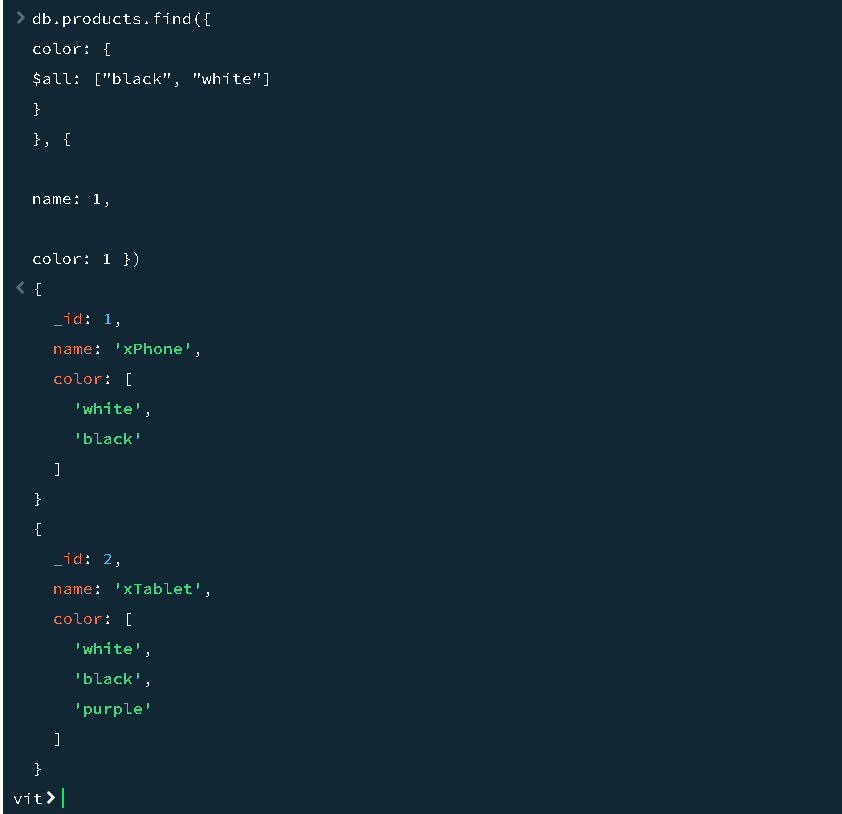 > db.products.find({
color: {
$all: ["black", "white"]
}
}, {
name: 1,
color: 1 })
< {
_id: 1,
name: 'xPhone',
color: [
'white',
'black'
]
}
{
_id: 2,
name: 'xTablet',
color: [
'white',
'black',
'purple'
]
}
vit>